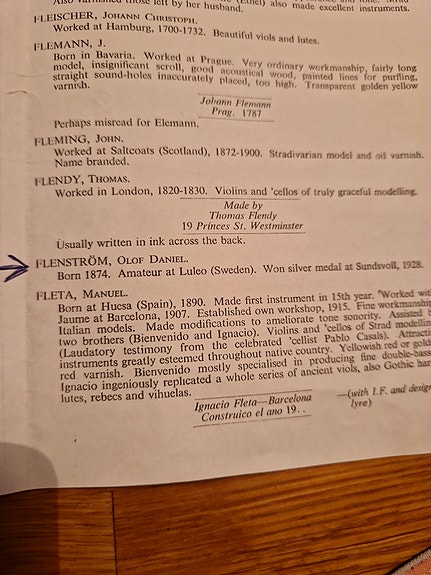 Also varnished those left by her husband. (Ethel) also made excellent instruments.
FLEISCHER, JOHANN CHRISTOPH.
Worked at Hamburg, 1700-1732. Beautiful viols and lutes.
FLEMANN, J.
Born in Bavaria. Worked at Prague. Very ordinary workmanship, fairly long
model, insignificant scroll, good acoustical wood, painted lines for purfling,
straight sound-holes inaccurately placed, too high. Transparent golden yellow
varnish.
Johann Flemann
Prag. 1787
Perhaps misread for Elemann.
FLEMING, JOHN.
Worked at Saltcoats (Scotland), 1872-1900. Stradivarian model and oil varnish.
Name branded.
FLENDY, THOMAS.
Worked in London, 1820-1830. Violins and 'cellos of truly graceful modelling.
Made by
Thomas Flendy
19 Princes St. Westminster
Usually written in ink across the back.
FLENSTRÖM, OLOF DANIEL.
Born 1874. Amateur at Luleo (Sweden). Won silver medal at Sundsvoll, 1928.
FLETA, MANUEL.
Born at Huesa (Spain), 1890. Made first instrument in 15th year. Worked with
Jaume at Barcelona, 1907. Established own workshop, 1915. Fine workmanship
Italian models. Made modifications to ameliorate tone sonority. Assisted b
two brothers (Bienvenido and Ignacio). Violins and 'cellos of Strad modellin
(Laudatory testimony from the celebrated 'cellist Pablo Casals). Attracti
instruments greatly esteemed throughout native country. Yellowish red or gold
red varnish. Bienvenido mostly specialised in producing fine double-bass
Ignacio ingeniously replicated a whole series of ancient viols, also Gothic har
lutes, rebecs and vihuelas.
Ignacio Fleta—Barcelona
Construico el ano 19..
—(with I.F. and design
lyre)